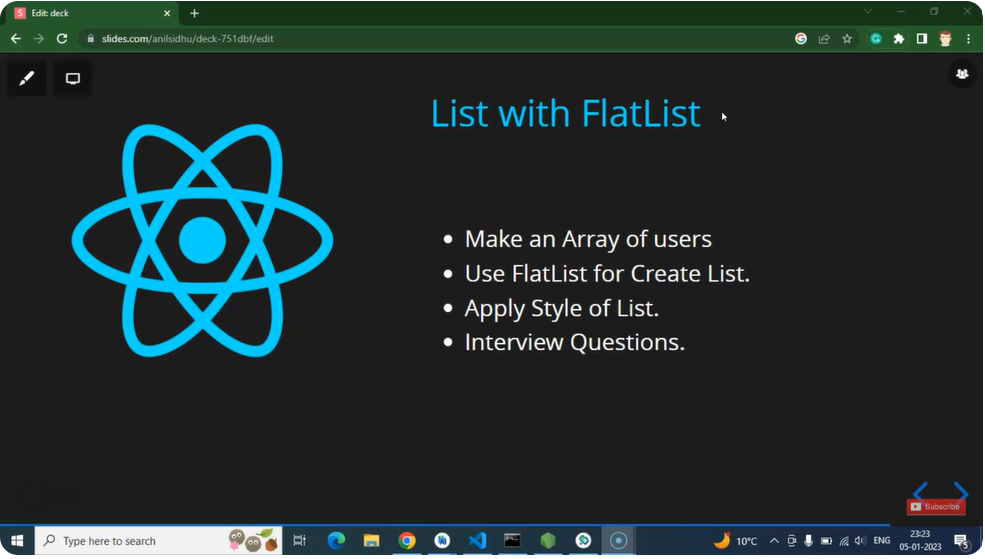 S Edit: deck
slides.com/anilsidhu/deck-751dbf/edit
List with FlatList
Make an Array of users
Use FlatList for Create List.
Apply Style of List.
Interview Questions.
Subscribe
Type here to search
10°C
ENG
23:23
05-01-2023
5